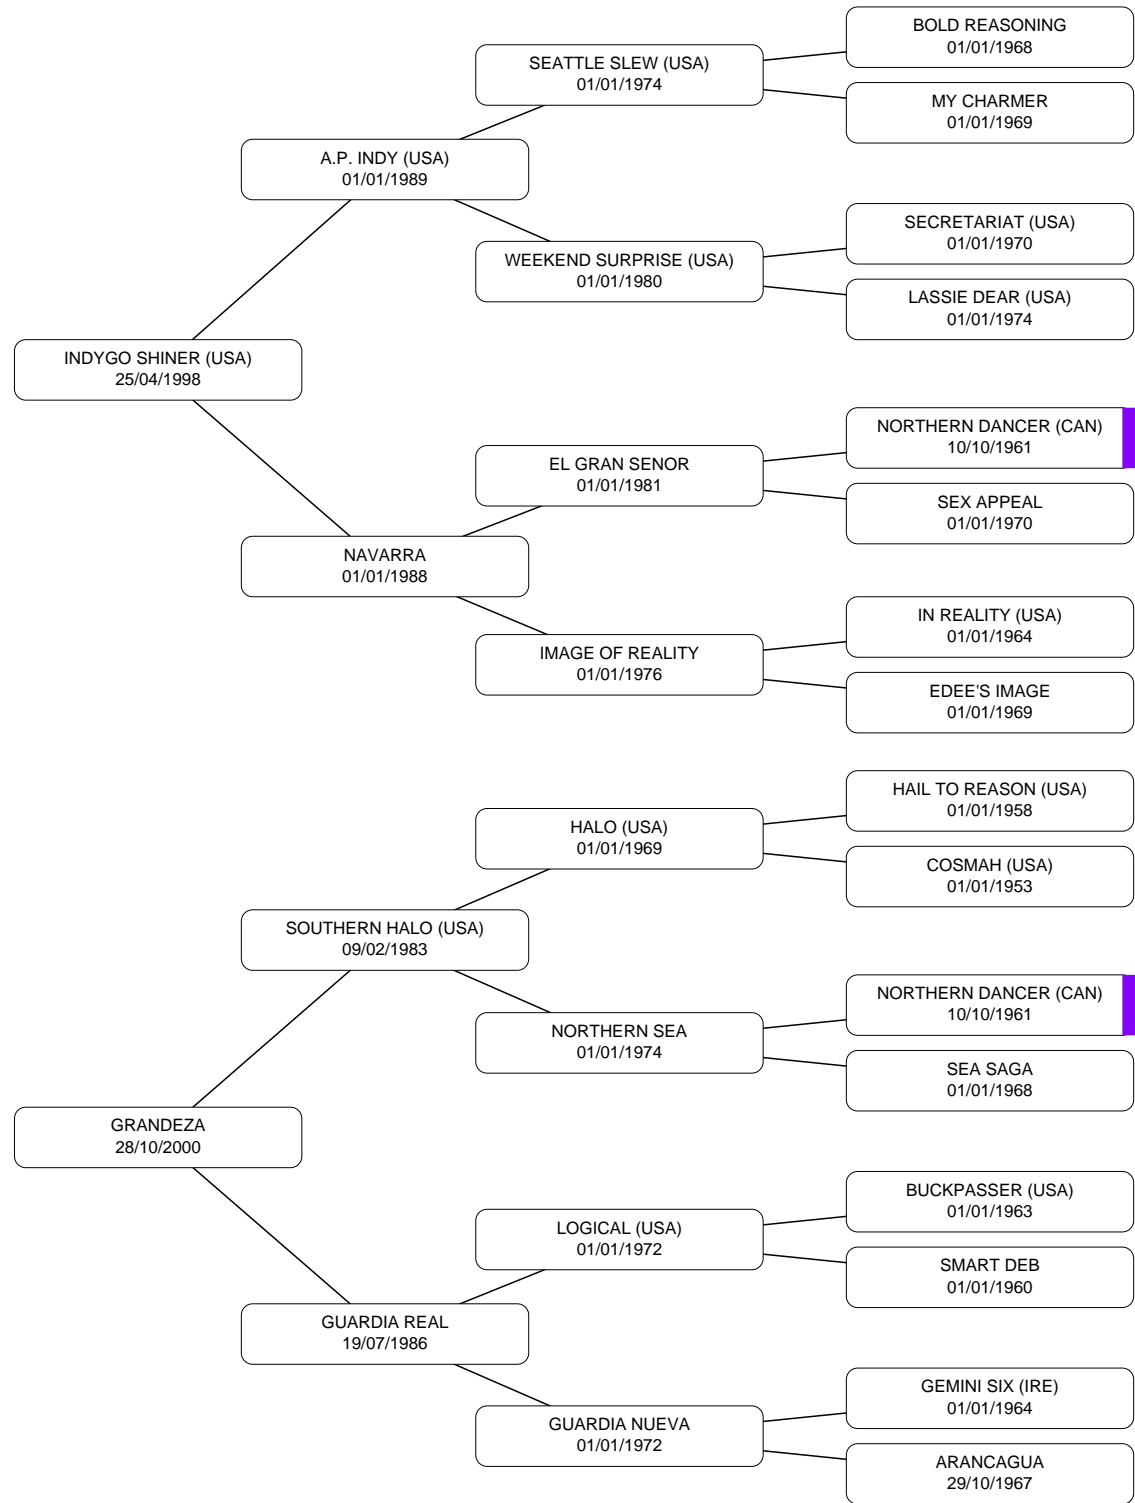 BOLD REASONING
01/01/1968
SEATTLE SLEW (USA)
01/01/1974
MY CHARMER
01/01/1969
A.P. INDY (USA)
01/01/1989
SECRETARIAT (USA)
01/01/1970
WEEKEND SURPRISE (USA)
01/01/1980
LASSIE DEAR (USA)
01/01/1974
INDYGO SHINER (USA)
25/04/1998
NORTHERN DANCER (CAN)
10/10/1961
EL GRAN SENOR
01/01/1981
SEX APPEAL
01/01/1970
NAVARRA
01/01/1988
IN REALITY (USA)
01/01/1964
IMAGE OF REALITY
01/01/1976
EDEE'S IMAGE
01/01/1969
HAIL TO REASON (USA)
01/01/1958
HALO (USA)
01/01/1969
COSMAH (USA)
01/01/1953
SOUTHERN HALO (USA)
09/02/1983
NORTHERN DANCER (CAN)
10/10/1961
NORTHERN SEA
01/01/1974
SEA SAGA
01/01/1968
GRANDEZA
28/10/2000
BUCKPASSER (USA)
01/01/1963
LOGICAL (USA)
01/01/1972
SMART DEB
01/01/1960
GUARDIA REAL
19/07/1986
GEMINI SIX (IRE)
01/01/1964
GUARDIA NUEVA
01/01/1972
ARANCAGUA
29/10/1967